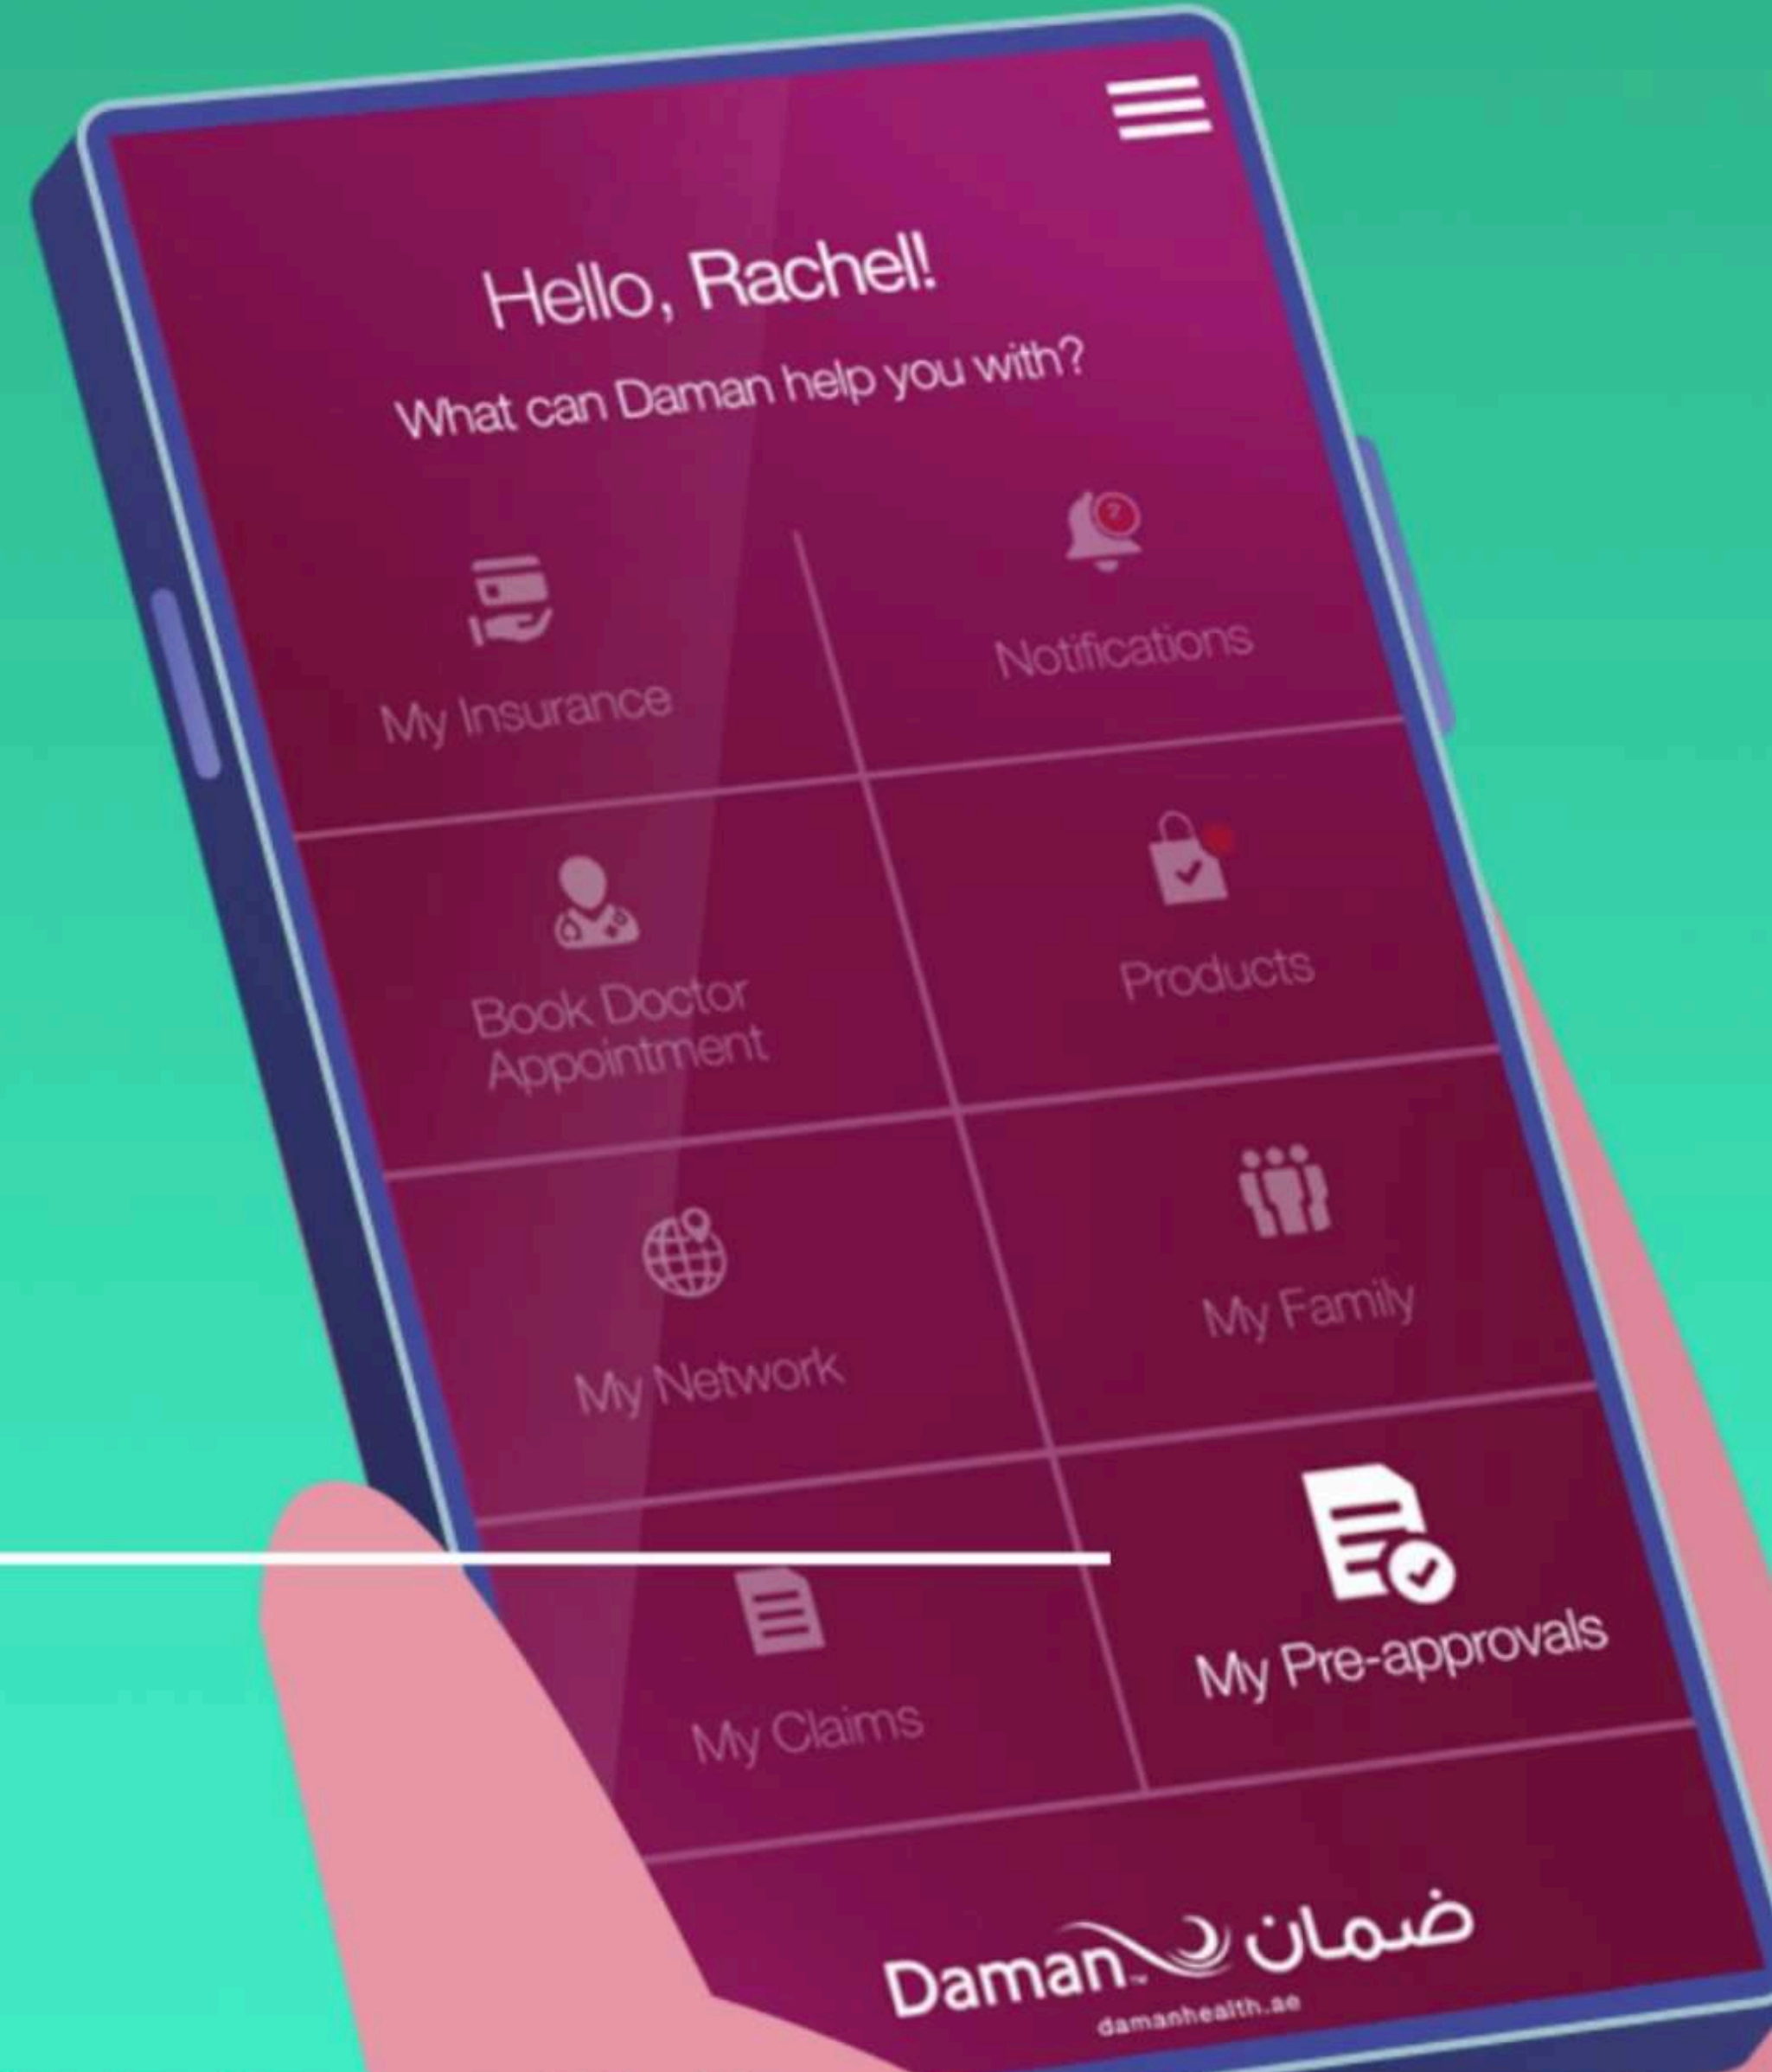 Hello, Rachel!
What can Daman help you with?
My Insurance
Notifications
Book Doctor
Appointment
Products
My Network
My Family
My Claims
My Pre-approvals
Daman™ ضمان
damanhealth.ae